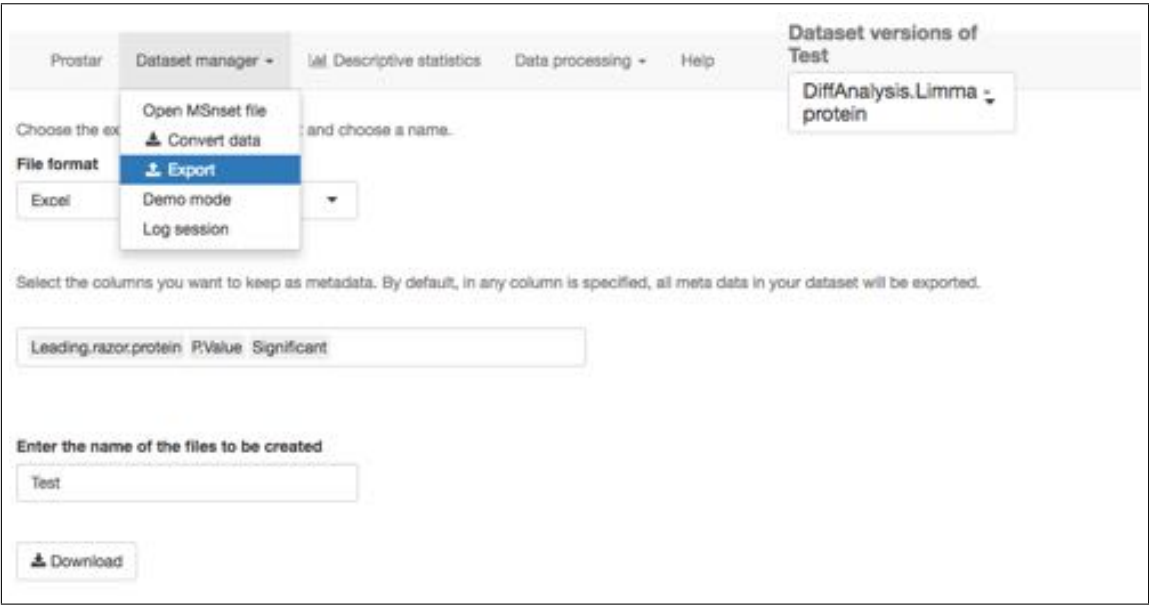 Dataset versions of
Test
Prostar Dataset manager Descriptive statistics Data processing Help
DiffAnalysis.Limma -
protein
Open MSnset file
Choose the ex t and choose a name.
Convert data
File format
Export
Excel
Demo mode
Log session
Select the columns you want to keep as metadata. By default, in any column is specified, all meta data in your dataset will be exported.
Leading.razor.protein P.Value Significant
Enter the name of the files to be created
Test
Download